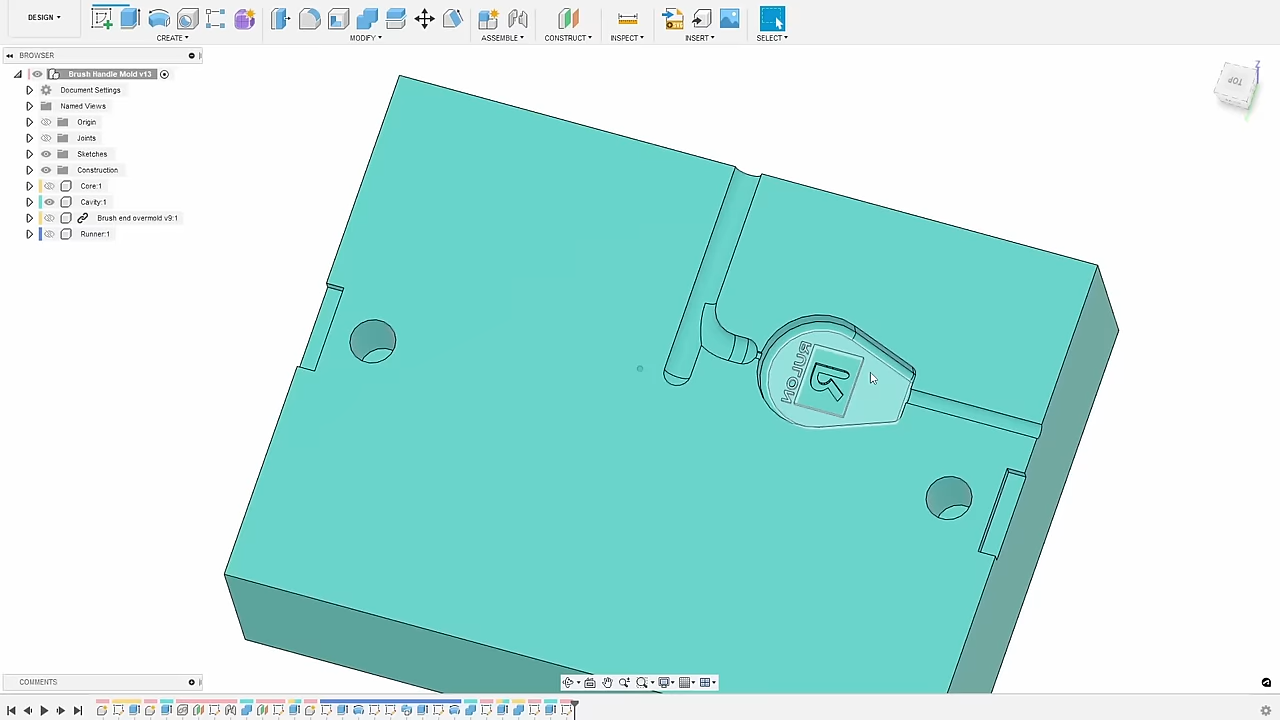 DESIGN
CREATE
MODIFY
ASSEMBLE
CONSTRUCT
INSPECT
INSERT
SELECT
BROWSER
Brush Handle Mold v13
Document Settings
Named Views
Origin
Joints
Sketches
Construction
Core:1
Cavity:1
Brush end overmold v9:1
Runner:1
Z
TOP
COMMENTS